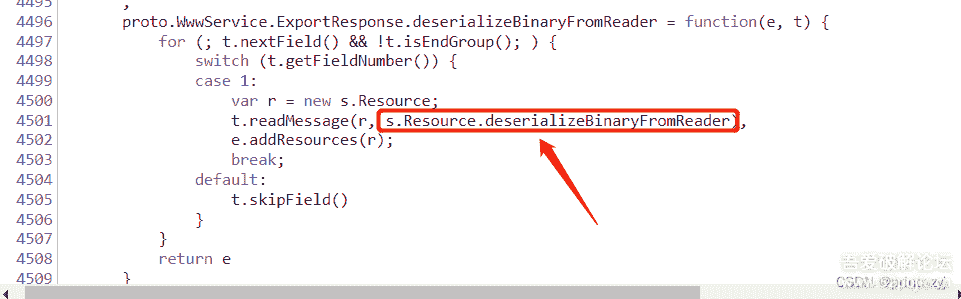 4495 ,
4496 proto.WwwService.ExportResponse.deserializeBinaryFromReader = function(e, t) {
4497 for (; t.nextField() && !t.isEndGroup(); ) {
4498 switch (t.getFieldNumber()) {
4499 case 1:
4500 var r = new s.Resource;
4501 t.readMessage(r, s.Resource.deserializeBinaryFromReader),
4502 e.addResources(r);
4503 break;
4504 default:
4505 t.skipField()
4506 }
4507 }
4508 return e
4509 }
吾爱破解论坛
CSDN